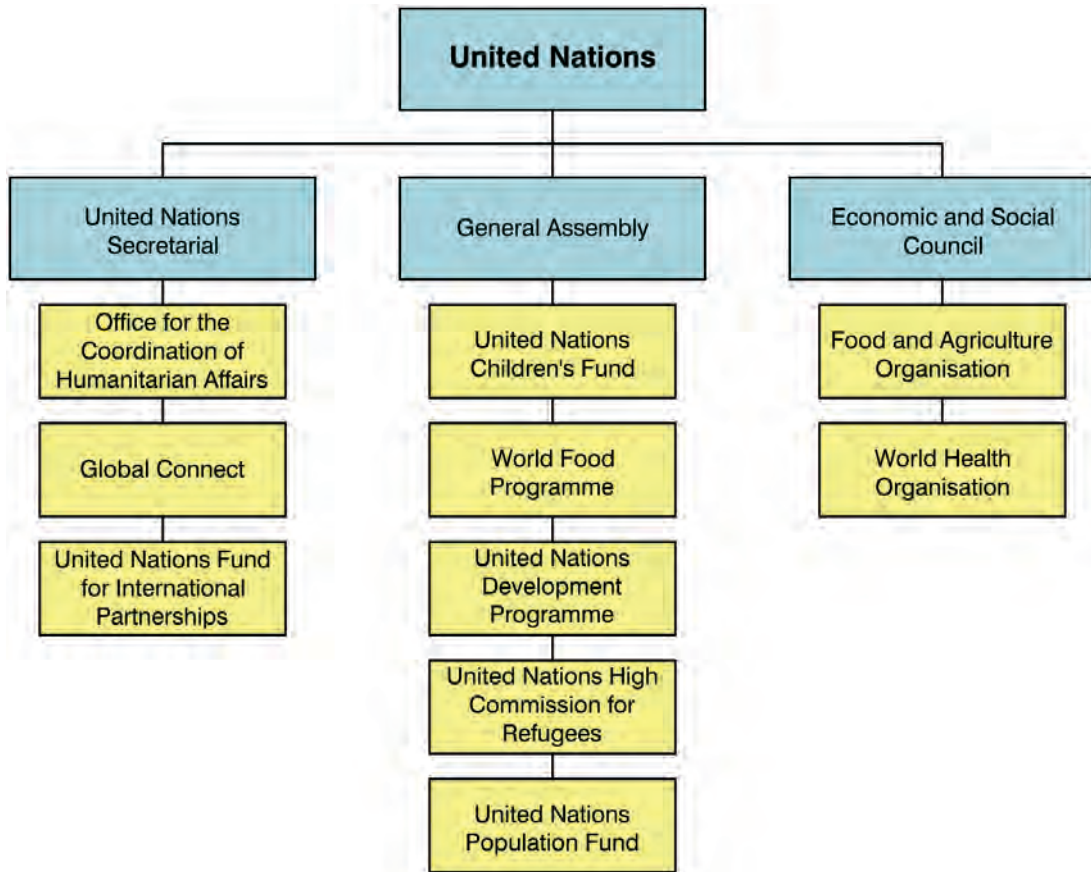 United Nations
United Nations
Secretarial
General Assembly
Economic and Social
Council
Office for the
Coordination of
Humanitarian Affairs
Global Connect
United Nations Fund
for International
Partnerships
United Nations
Children's Fund
World Food
Programme
United Nations
Development
Programme
United Nations High
Commission for
Refugees
United Nations
Population Fund
Food and Agriculture
Organisation
World Health
Organisation